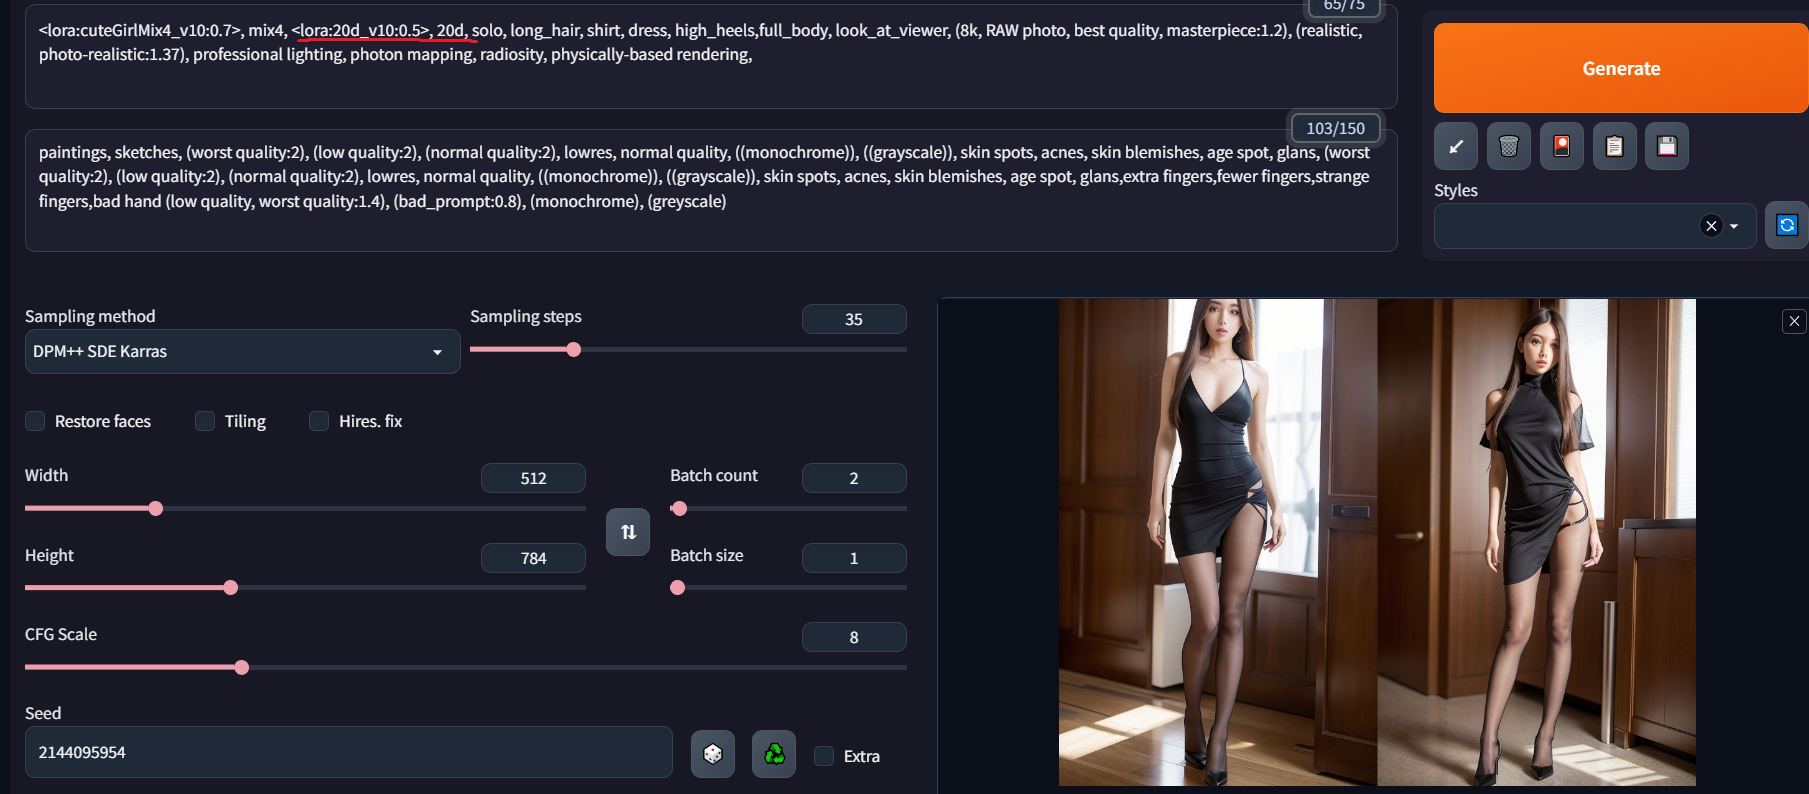 65/75
<lora:cuteGirlMix4_v10:0.7>, mix4, <lora:20d_v10:0.5>, 20d, solo, long_hair, shirt, dress, high_heels,full_body, look_at_viewer, (8k, RAW photo, best quality, masterpiece:1.2), (realistic,
photo-realistic:1.37), professional lighting, photon mapping, radiosity, physically-based rendering,
Generate
103/150
paintings, sketches, (worst quality:2), (low quality:2), (normal quality:2), lowres, normal quality, ((monochrome)), ((grayscale)), skin spots, acnes, skin blemishes, age spot, glans, (worst
quality:2), (low quality:2), (normal quality:2), lowres, normal quality, ((monochrome)), ((grayscale)), skin spots, acnes, skin blemishes, age spot, glans,extra fingers,fewer fingers,strange
fingers,bad hand (low quality, worst quality:1.4), (bad_prompt:0.8), (monochrome), (greyscale)
Styles
Sampling method
DPM++ SDE Karras
Sampling steps
35
Restore faces
Tiling
Hires. fix
Width
512
Batch count
2
Height
784
Batch size
1
CFG Scale
8
Seed
2144095954
Extra